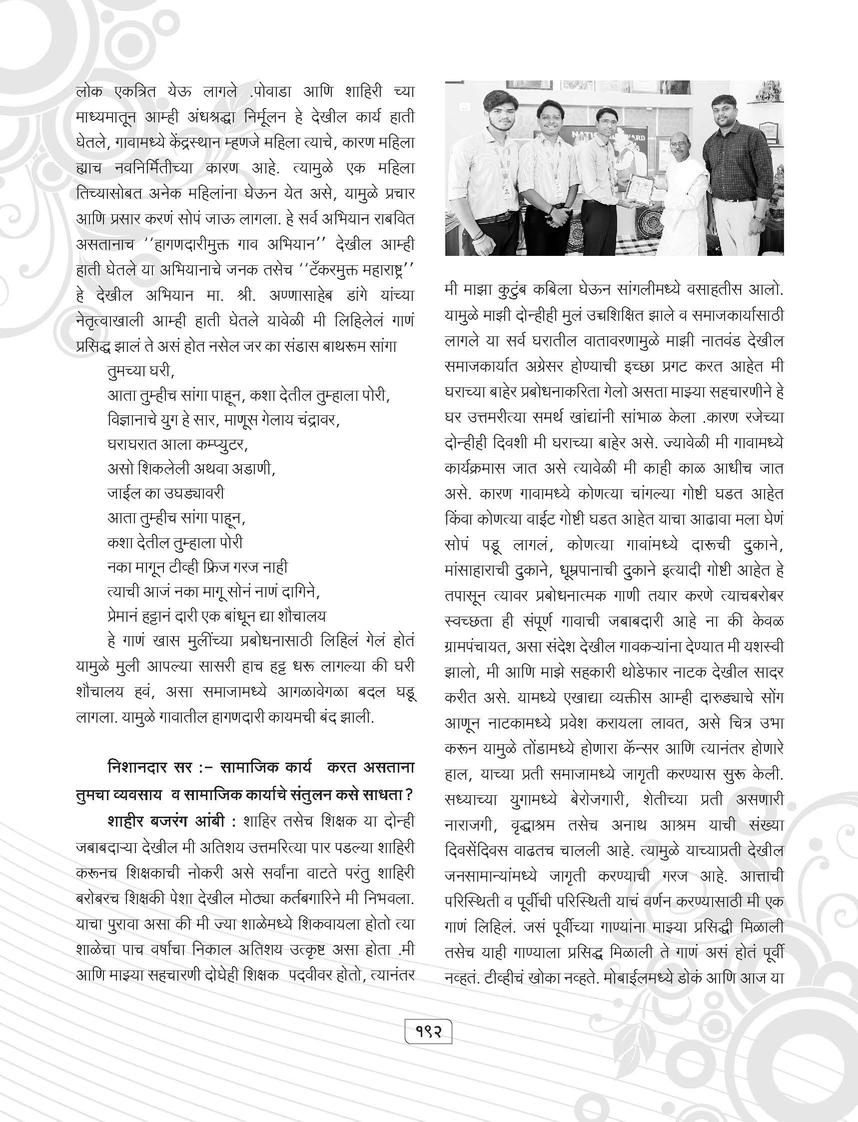 लोक एकत्रित येऊ लागले .पोवाडा आणि शाहिरी च्या
माध्यमातून आम्ही अंधश्रद्धा निर्मूलन हे देखील कार्य हाती
घेतले, गावामध्ये केंद्रस्थान म्हणजे महिला त्याचे, कारण महिला
ह्याच नवनिर्मितीच्या कारण आहे. त्यामुळे एक महिला
तिच्यासोबत अनेक महिलांना घेऊन येत असे, यामुळे प्रचार
आणि प्रसार करणं सोपं जाऊ लागला. हे सर्व अभियान राबवित
असतानाच ‘‘हागणदारीमुक्त गाव अभियान’’ देखील आम्ही
हाती घेतले या अभियानाचे जनक तसेच ‘‘टँकरमुक्त महाराष्ट्र’’
हे देखील अभियान मा. श्री. अण्णासाहेब डांगे यांच्या
नेतृत्वाखाली आम्ही हाती घेतले यावेळी मी लिहिलेलं गाणं
प्रसिद्ध झालं ते असं होत नसेल जर का संडास बाथरूम सांगा
तुमच्या घरी,
आता तुम्हीच सांगा पाहून, कशा देतील तुम्हाला पोरी,
विज्ञानाचे युग हे सार, माणूस गेलाय चंद्रावर,
घराघरात आला कम्प्युटर,
असो शिकलेली अथवा अडाणी,
जाईल का उघड्यावरी
आता तुम्हीच सांगा पाहून,
कशा देतील तुम्हाला पोरी
नका मागून टीव्ही फ्रिज गरज नाही
त्याची आजं नका मागू सोनं नाणं दागिने,
प्रेमानं हट्टानं दारी एक बांधून द्या शौचालय
हे गाणं खास मुलींच्या प्रबोधनासाठी लिहिलं गेलं होतं
यामुळे मुली आपल्या सासरी हाच हट्ट धरू लागल्या की घरी
शौचालय हवं, असा समाजामध्ये आगळावेगळा बदल घडू
लागला. यामुळे गावातील हागणदारी कायमची बंद झाली.
निशानदार सर :– सामाजिक कार्य करत असताना
तुमचा व्यवसाय व सामाजिक कार्याचे संतुलन कसे साधता ?
शाहीर बजरंग आंबी : शाहिर तसेच शिक्षक या दोन्ही
जबाबदाऱ्या देखील मी अतिशय उत्तमरित्या पार पडल्या शाहिरी
करूनच शिक्षकाची नोकरी असे सर्वांना वाटते परंतु शाहिरी
बरोबरच शिक्षकी पेशा देखील मोठ्या कर्तबगारिने मी निभवला.
याचा पुरावा असा की मी ज्या शाळेमध्ये शिकवायला होतो त्या
शाळेचा पाच वर्षाचा निकाल अतिशय उत्कृष्ट असा होता .मी
आणि माझ्या सहचारणी दोघेही शिक्षक पदवीवर होतो, त्यानंतर
मी माझा कुटुंब कबिला घेऊन सांगलीमध्ये वसाहतीस आलो.
यामुळे माझी दोन्हीही मुलं उच्चशिक्षित झाले व समाजकार्यासाठी
लागले या सर्व घरातील वातावरणामुळे माझी नातवंड देखील
समाजकार्यात अग्रेसर होण्याची इच्छा प्रगट करत आहेत मी
घराच्या बाहेर प्रबोधनाकरिता गेलो असता माझ्या सहचारणीने हे
घर उत्तमरीत्या समर्थ खांद्यांनी सांभाळ केला .कारण रजेच्या
दोन्हीही दिवशी मी घराच्या बाहेर असे. ज्यावेळी मी गावामध्ये
कार्यक्रमास जात असे त्यावेळी मी काही काळ आधीच जात
असे. कारण गावामध्ये कोणत्या चांगल्या गोष्टी घडत आहेत
किंवा कोणत्या वाईट गोष्टी घडत आहेत याचा आढावा मला घेणं
सोपं पडू लागलं, कोणत्या गावांमध्ये दारूची दुकाने,
मांसाहाराची दुकाने, धूम्रपानाची दुकाने इत्यादी गोष्टी आहेत हे
तपासून त्यावर प्रबोधनात्मक गाणी तयार करणे त्याचबरोबर
स्वच्छता ही संपूर्ण गावाची जबाबदारी आहे ना की केवळ
ग्रामपंचायत, असा संदेश देखील गावकऱ्यांना देण्यात मी यशस्वी
झालो, मी आणि माझे सहकारी थोडेफार नाटक देखील सादर
करीत असे. यामध्ये एखाद्या व्यक्तीस आम्ही दारुड्याचे सोंग
आणून नाटकामध्ये प्रवेश करायला लावत, असे चित्र उभा
करून यामुळे तोंडामध्ये होणारा कॅन्सर आणि त्यानंतर होणारे
हाल, याच्या प्रती समाजामध्ये जागृती करण्यास सुरू केली.
सध्याच्या युगामध्ये बेरोजगारी, शेतीच्या प्रती असणारी
नाराजगी, वृद्धाश्रम तसेच अनाथ आश्रम याची संख्या
दिवसेंदिवस वाढतच चालली आहे. त्यामुळे याच्याप्रती देखील
जनसामान्यांमध्ये जागृती करण्याची गरज आहे. आत्ताची
परिस्थिती व पूर्वीची परिस्थिती याचं वर्णन करण्यासाठी मी एक
गाणं लिहिलं. जसं पूर्वीच्या गाण्यांना माझ्या प्रसिद्धी मिळाली
तसेच याही गाण्याला प्रसिद्ध मिळाली ते गाणं असं होतं पूर्वी
नव्हतं. टीव्हीचं खोका नव्हते. मोबाईलमध्ये डोकं आणि आज या
१९२